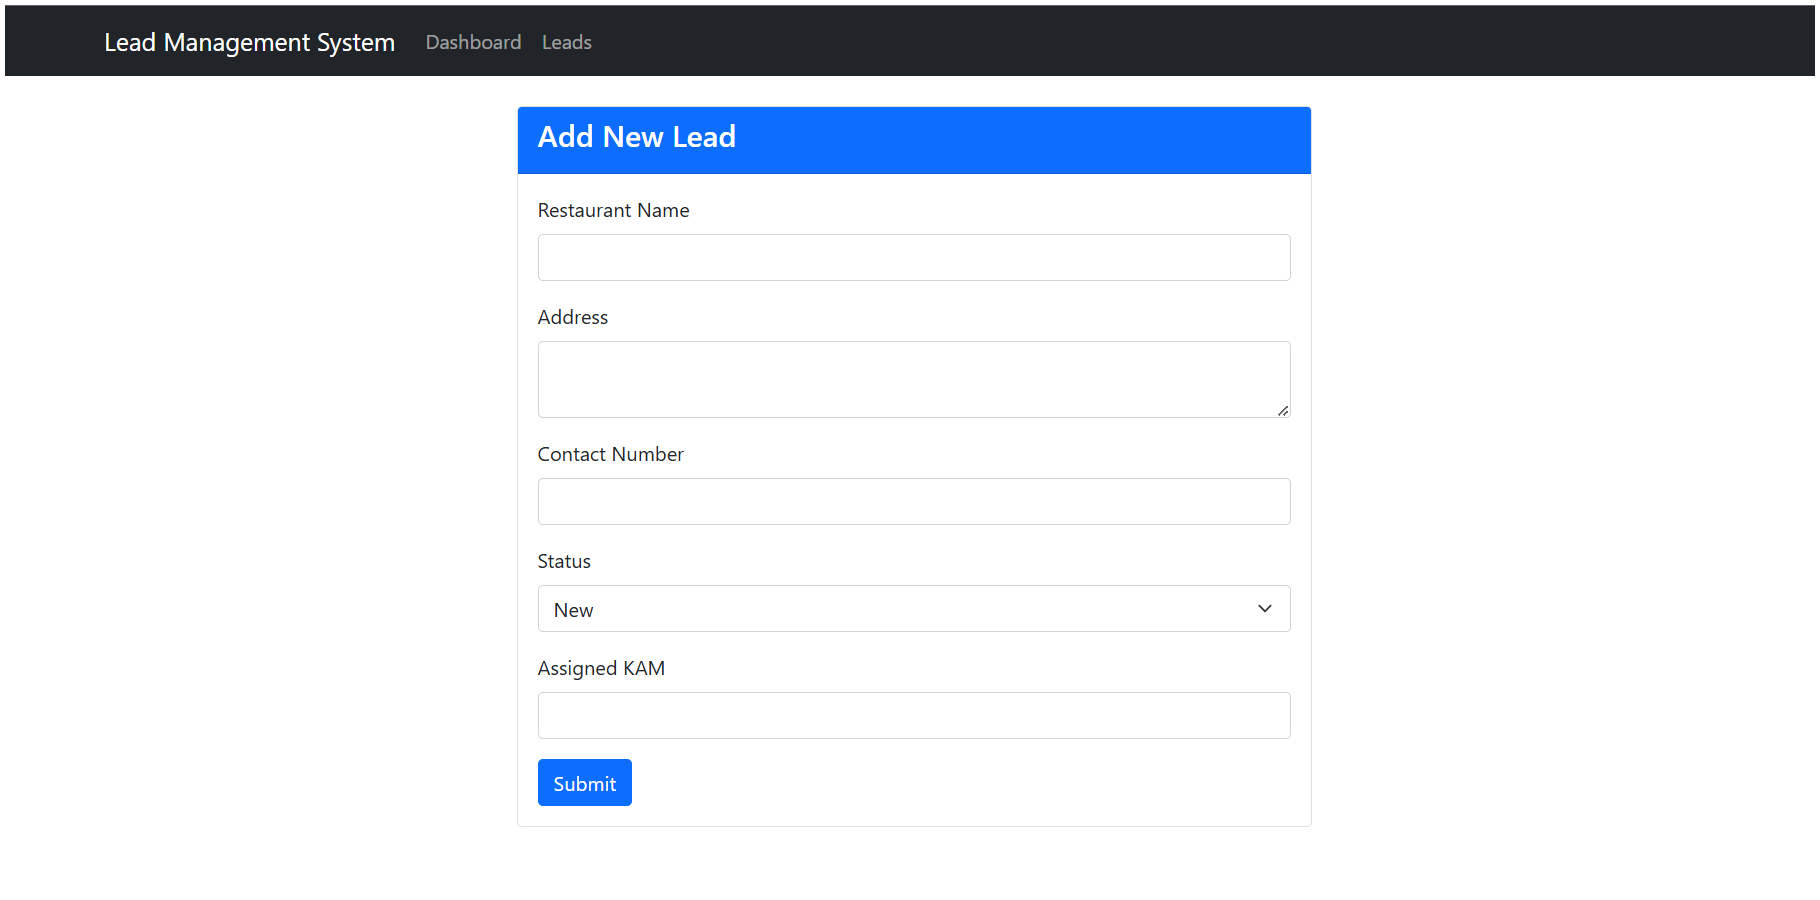 Lead Management System Dashboard Leads
Add New Lead
Restaurant Name
Address
Contact Number
Status
New
Assigned KAM
Submit